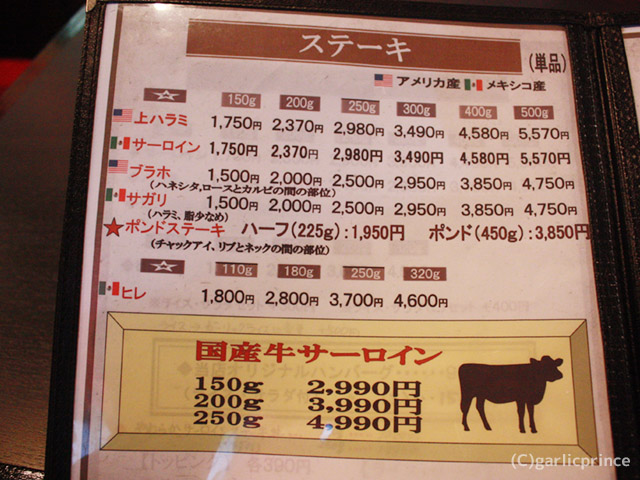 ステーキ
(単品)
アメリカ産 メキシコ産
150g 200g 250g 300g 400g 500g
上ハラミ 1,750円 2,370円 2,980円 3,490円 4,580円 5,570円
サーロイン 1,750円 2,370円 2,980円 3,490円 4,580円 5,570円
ブラホ 1,500円 2,000円 2,500円 2,950円 3,850円 4,750円
(ハネシタ,ロースとカルビの間の部位)
サガリ 1,500円 2,000円 2,500円 2,950円 3,850円 4,750円
(ハラミ、脂少なめ)
★ポンドステーキ ハーフ(225g):1,950円 ポンド(450g):3,850円
(チャックアイ、リブとネックの間の部位)
110g 180g 250g 320g
ヒレ 1,800円 2,800円 3,700円 4,600円
国産牛サーロイン
150g 2,990円
200g 3,990円
250g 4,990円
【トッピング】 各390円
(C)garlicprince